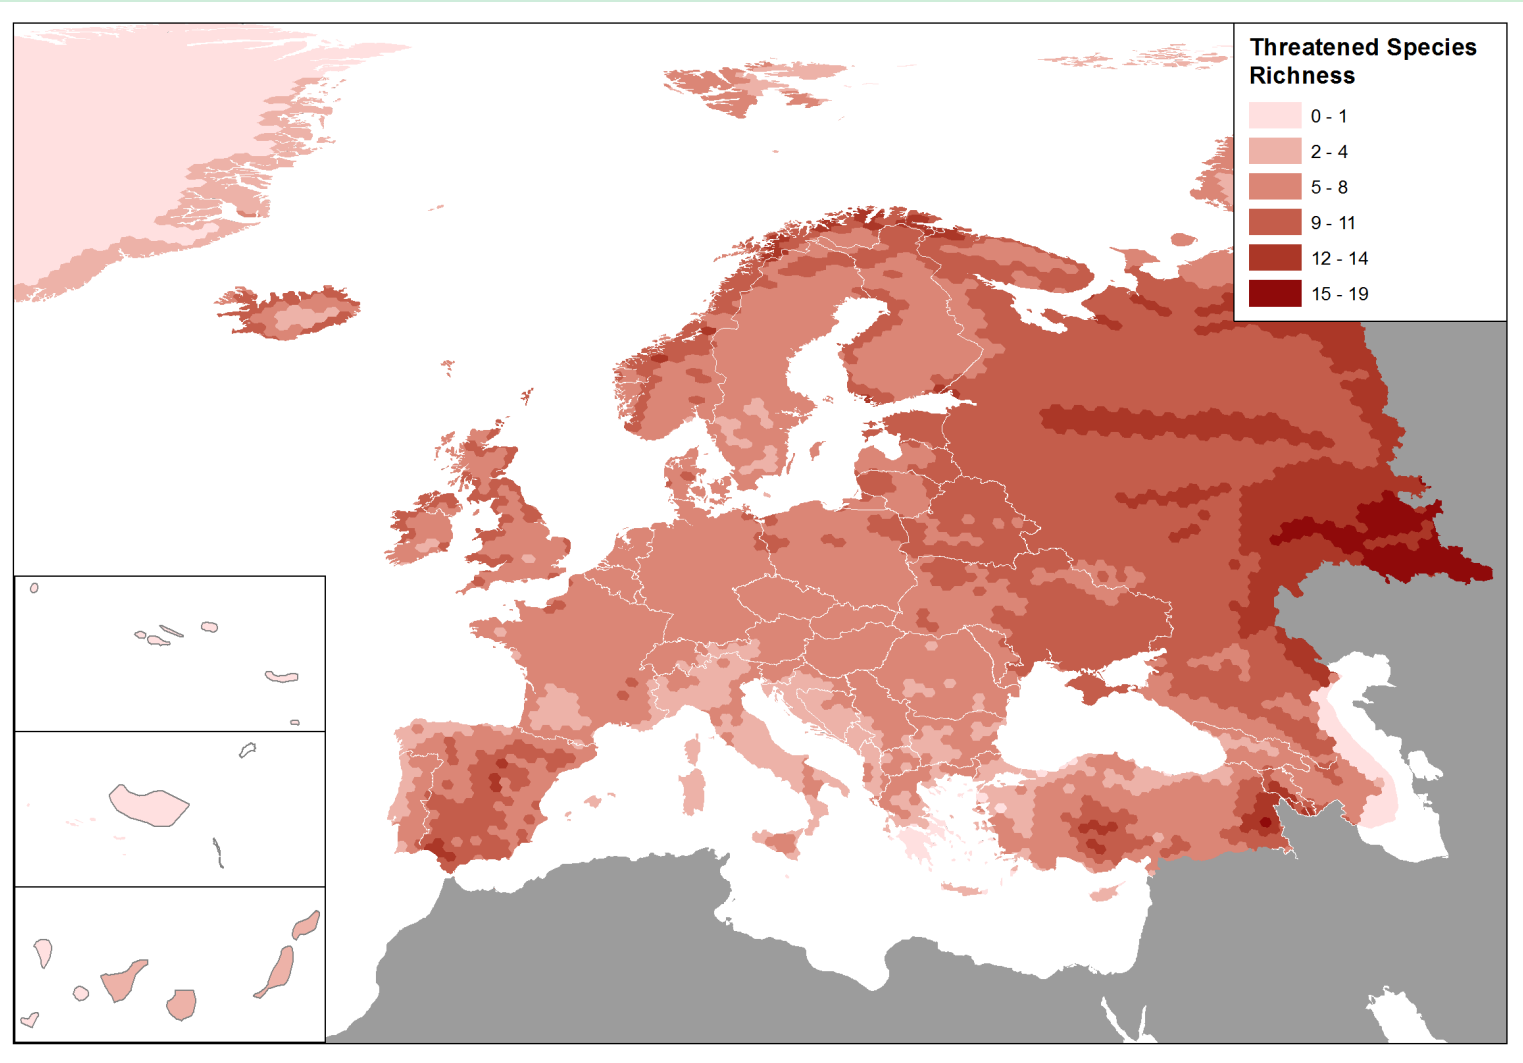 Threatened Species
Richness
0 - 1
2 - 4
5 - 8
9 - 11
12 - 14
15 - 19